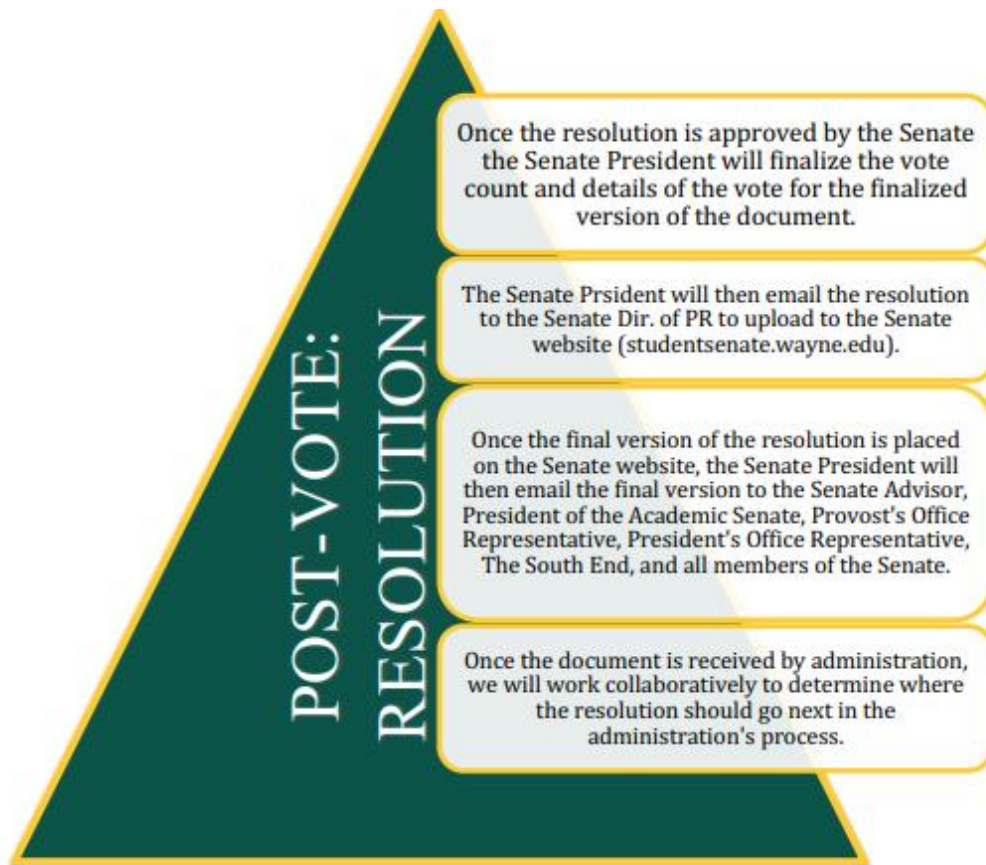 POST-VOTE:
RESOLUTION
Once the resolution is approved by the Senate
the Senate President will finalize the vote
count and details of the vote for the finalized
version of the document.
The Senate Prsident will then email the resolution
to the Senate Dir. of PR to upload to the Senate
website (studentsenate.wayne.edu).
Once the final version of the resolution is placed
on the Senate website, the Senate President will
then email the final version to the Senate Advisor,
President of the Academic Senate, Provost's Office
Representative, President's Office Representative,
The South End, and all members of the Senate.
Once the document is received by administration,
we will work collaboratively to determine where
the resolution should go next in the
administration's process.